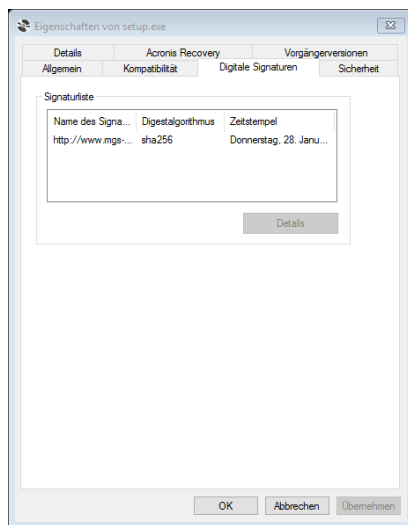 Eigenschaften von setup.exe
Details Acronis Recovery Vorgängerversionen
Allgemein Kompatibilität Digitale Signaturen Sicherheit
Signaturliste
Name des Signa... Digestalgorithmus Zeitstempel
http://www.mgs-... sha256 Donnerstag, 28. Janu...
Details
OK Abbrechen Übernehmen